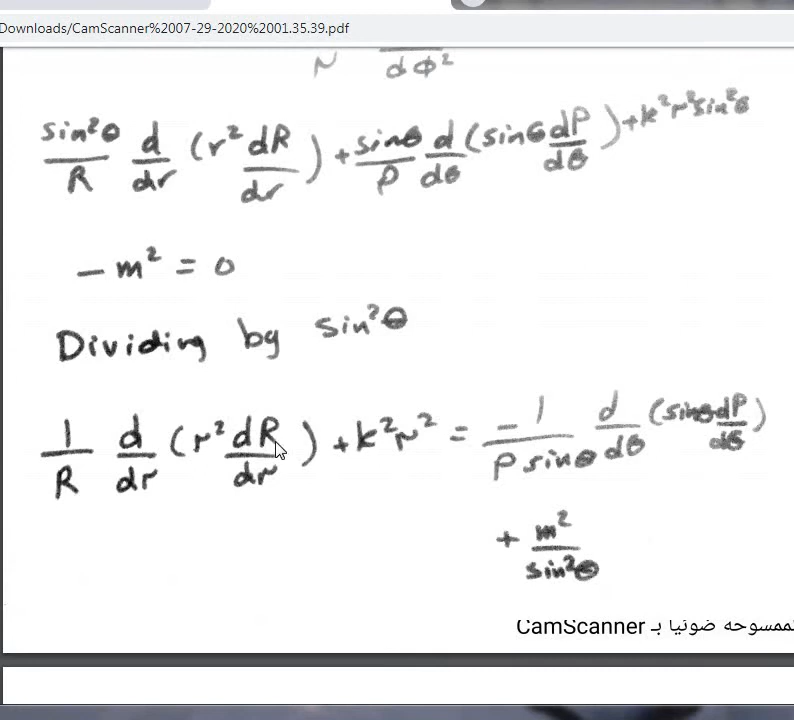 Downloads/CamScanner%2007-29-2020%2001.35.39.pdf
dΦ²
sin²θ/R d/dr (r² dR/dr) + sinθ/P d/dθ (sinθ dP/dθ) + k²r²sin²θ
− m² = 0
Dividing by sin²θ
1/R d/dr (r² dR/dr) + k²r² = −1/(P sinθ) d/dθ (sinθ dP/dθ)
+ m²/sin²θ
الممسوحه ضوئيا بـ CamScanner